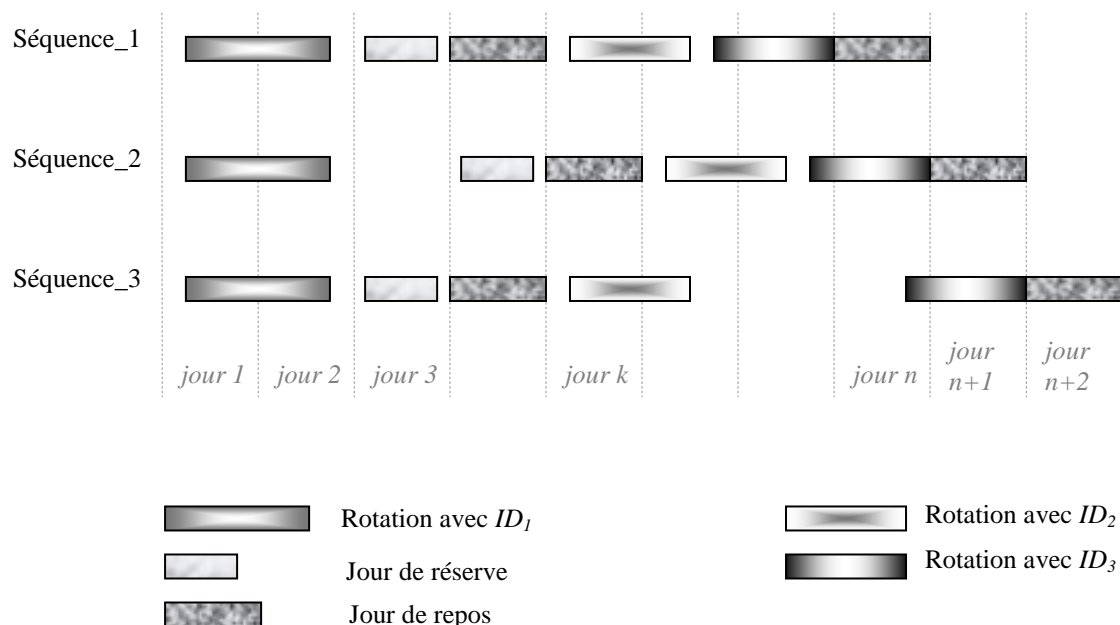 Séquence_1
Séquence_2
Séquence_3
jour 1 jour 2 jour 3 jour k jour n jour n+1 jour n+2
Rotation avec ID1
Rotation avec ID2
Jour de réserve
Rotation avec ID3
Jour de repos